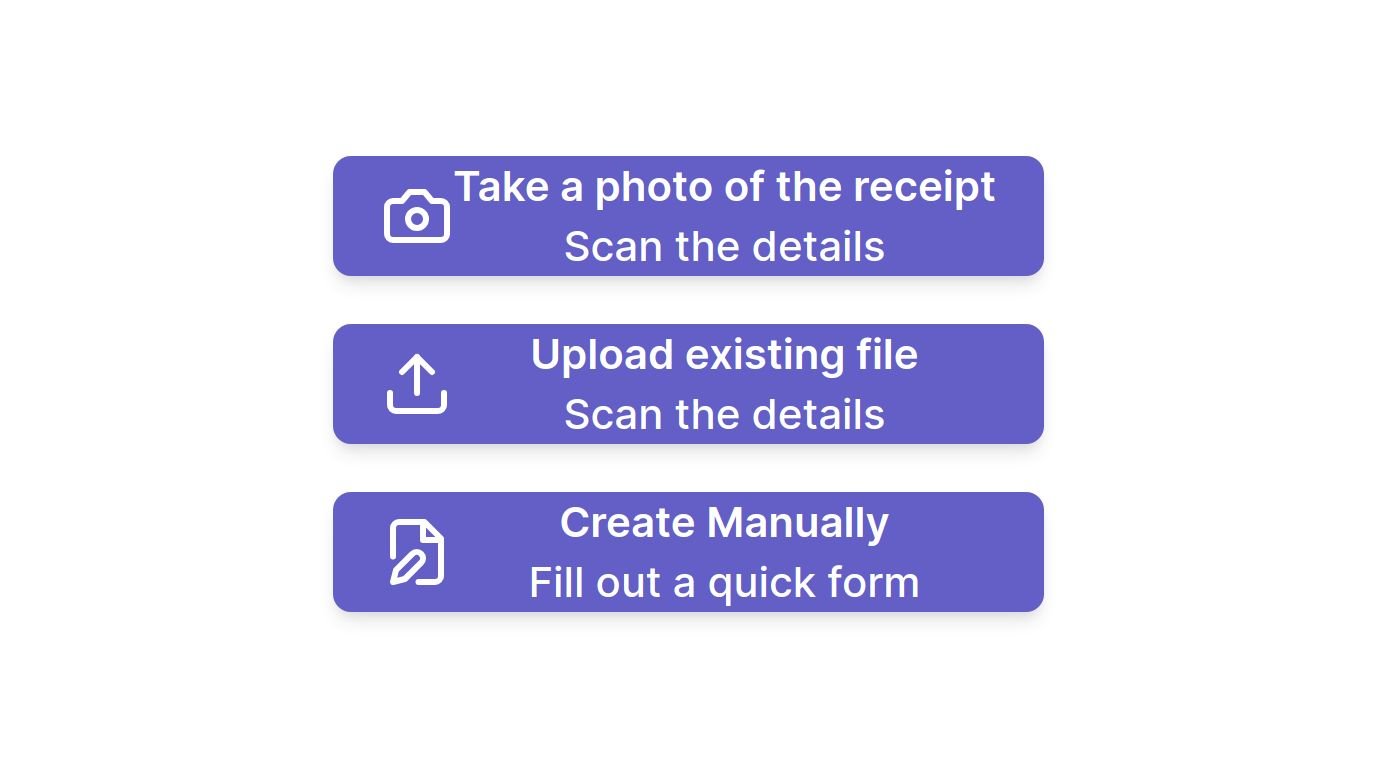 Take a photo of the receipt
Scan the details
Upload existing file
Scan the details
Create Manually
Fill out a quick form